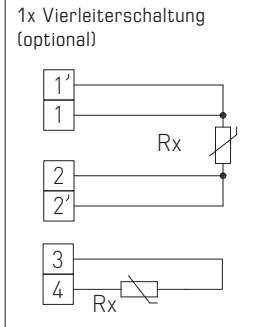 1x Vierleiterschaltung
(optional)
1'
1
Rx
2
2'
3
4
Rx